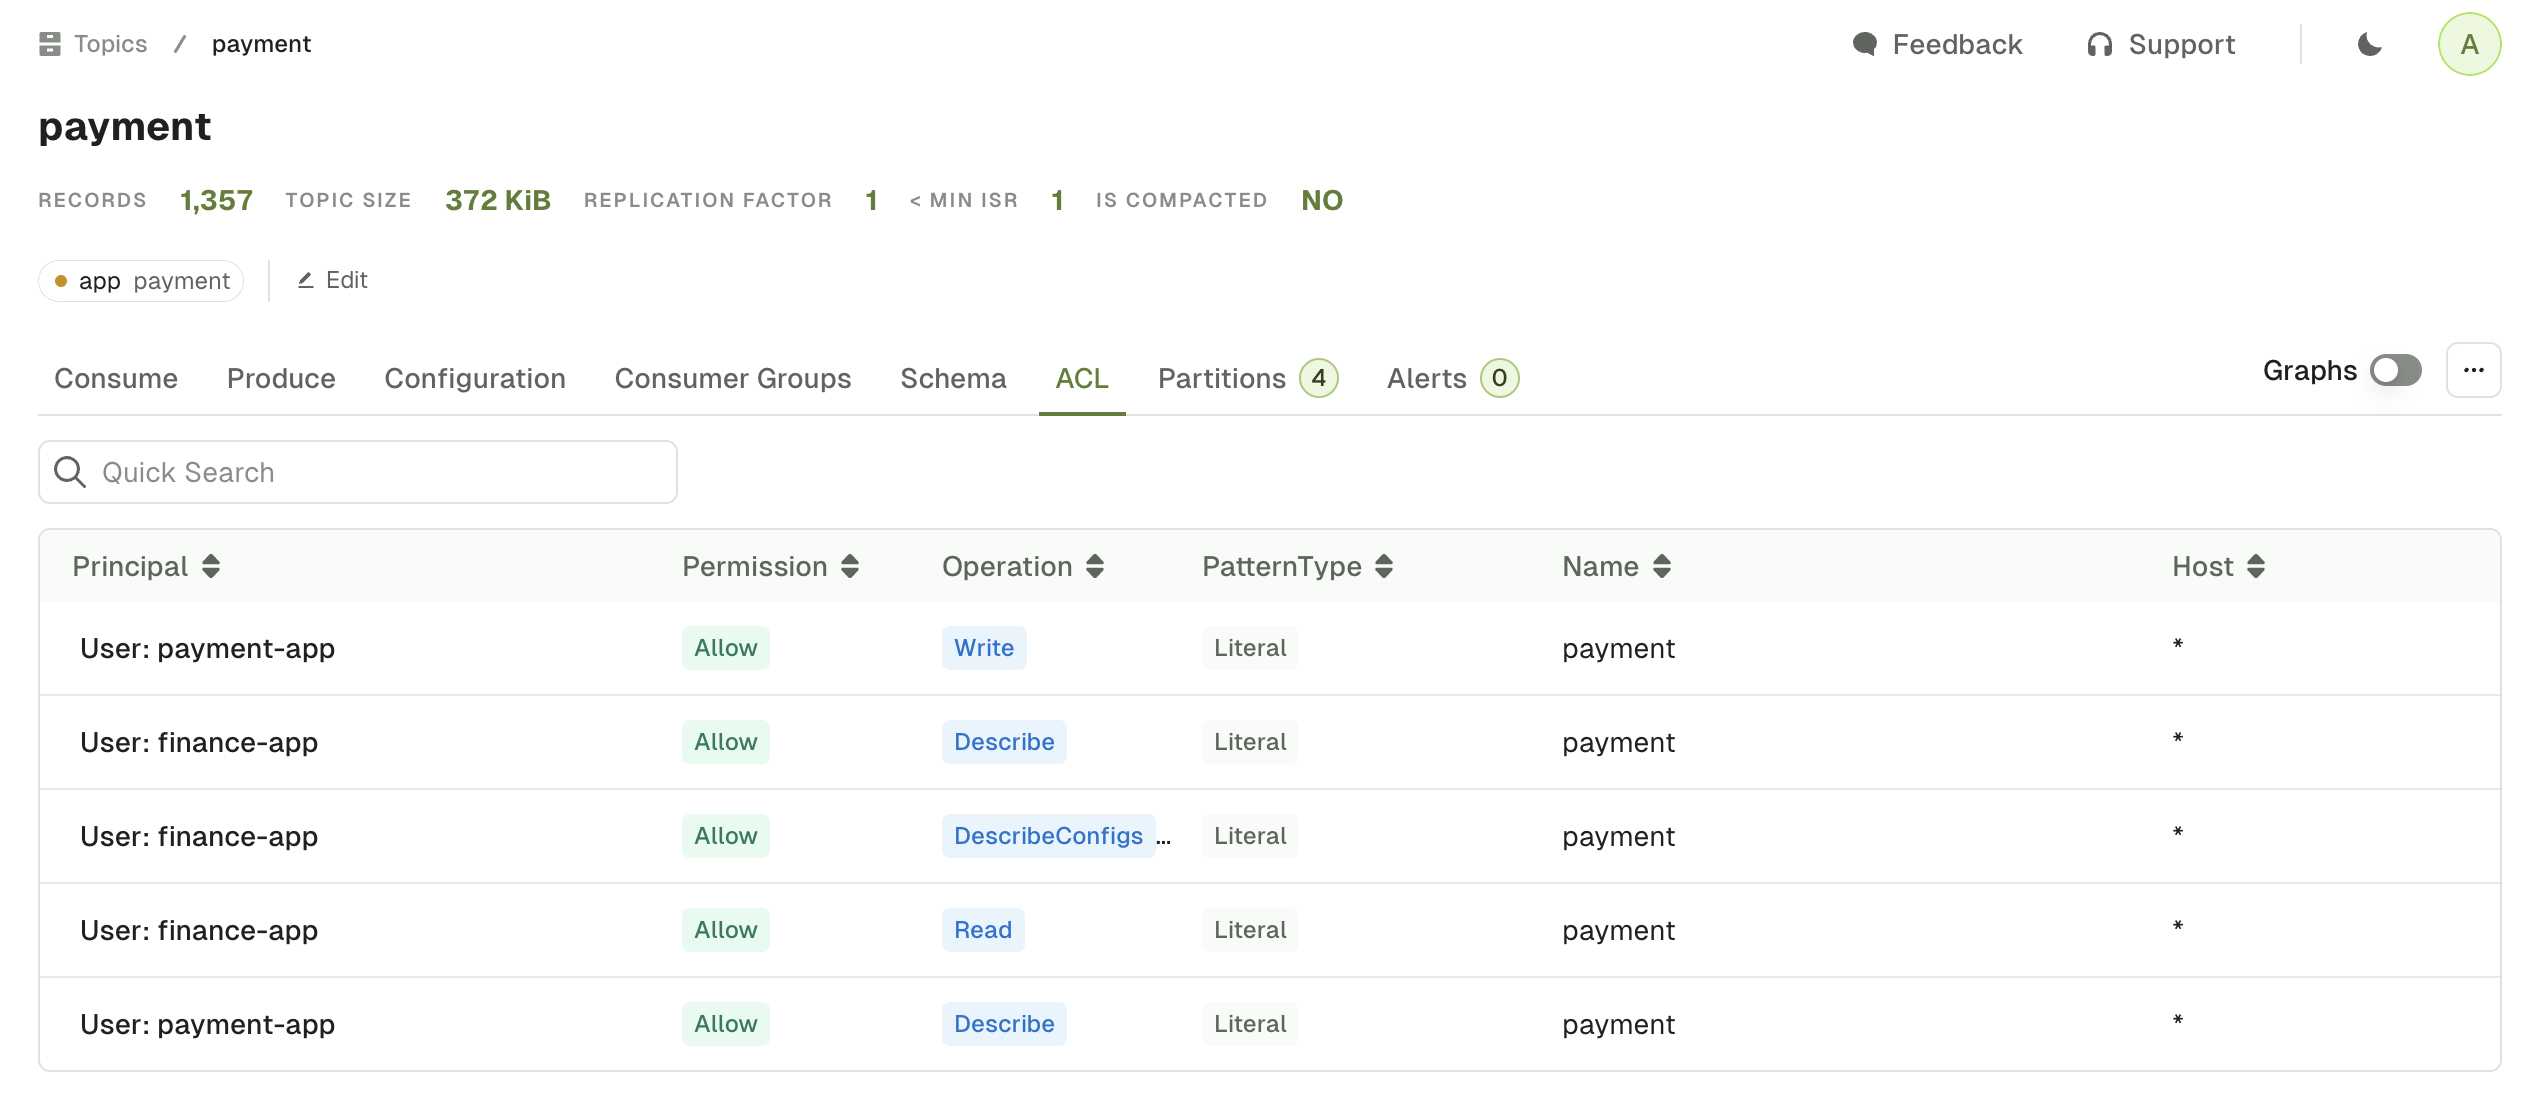 Topics / payment
Feedback Support A
payment
RECORDS 1,357 TOPIC SIZE 372 KiB REPLICATION FACTOR 1 < MIN ISR 1 IS COMPACTED NO
app payment Edit
Consume Produce Configuration Consumer Groups Schema ACL Partitions 4 Alerts 0 Graphs ...
Quick Search
Principal Permission Operation PatternType Name Host
User: payment-app Allow Write Literal payment *
User: finance-app Allow Describe Literal payment *
User: finance-app Allow DescribeConfigs ... Literal payment *
User: finance-app Allow Read Literal payment *
User: payment-app Allow Describe Literal payment *